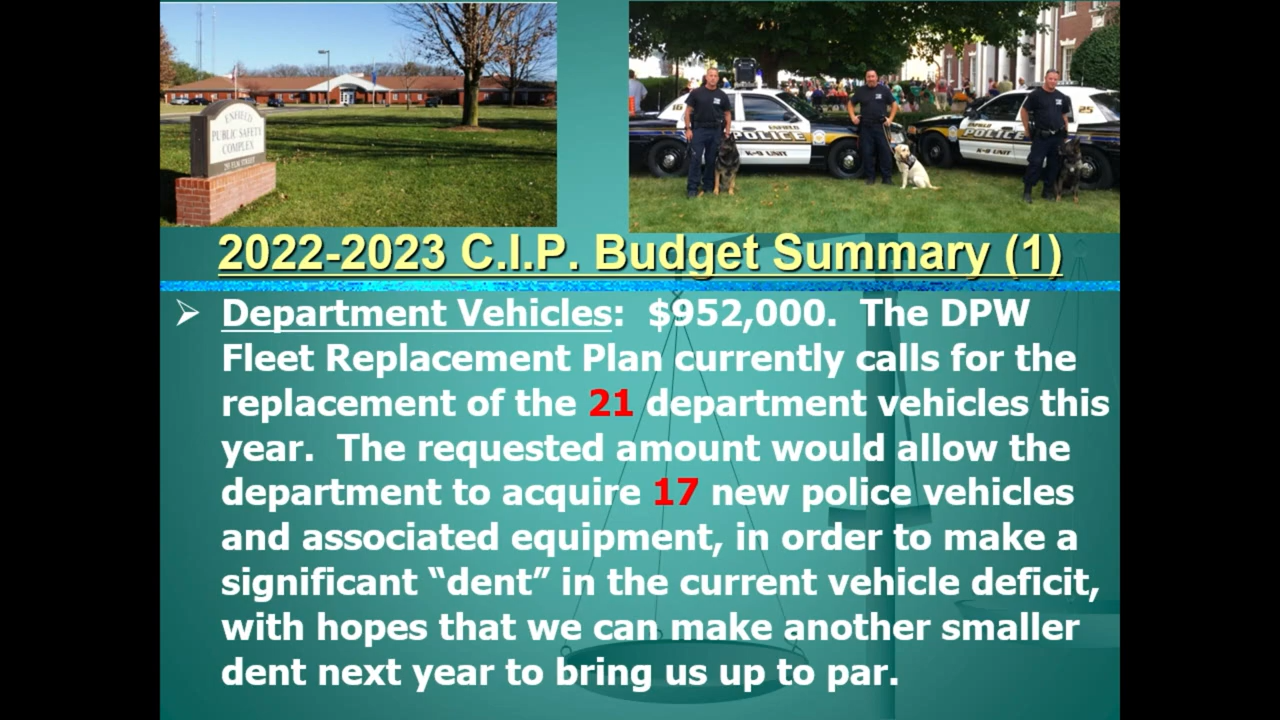 ENFIELD
PUBLIC SAFETY
COMPLEX
16
ENFIELD
POLICE
K-9 UNIT
POLICE
K-9 UNIT
25
2022-2023 C.I.P. Budget Summary (1)
Department Vehicles: $952,000. The DPW
Fleet Replacement Plan currently calls for the
replacement of the 21 department vehicles this
year. The requested amount would allow the
department to acquire 17 new police vehicles
and associated equipment, in order to make a
significant “dent” in the current vehicle deficit,
with hopes that we can make another smaller
dent next year to bring us up to par.